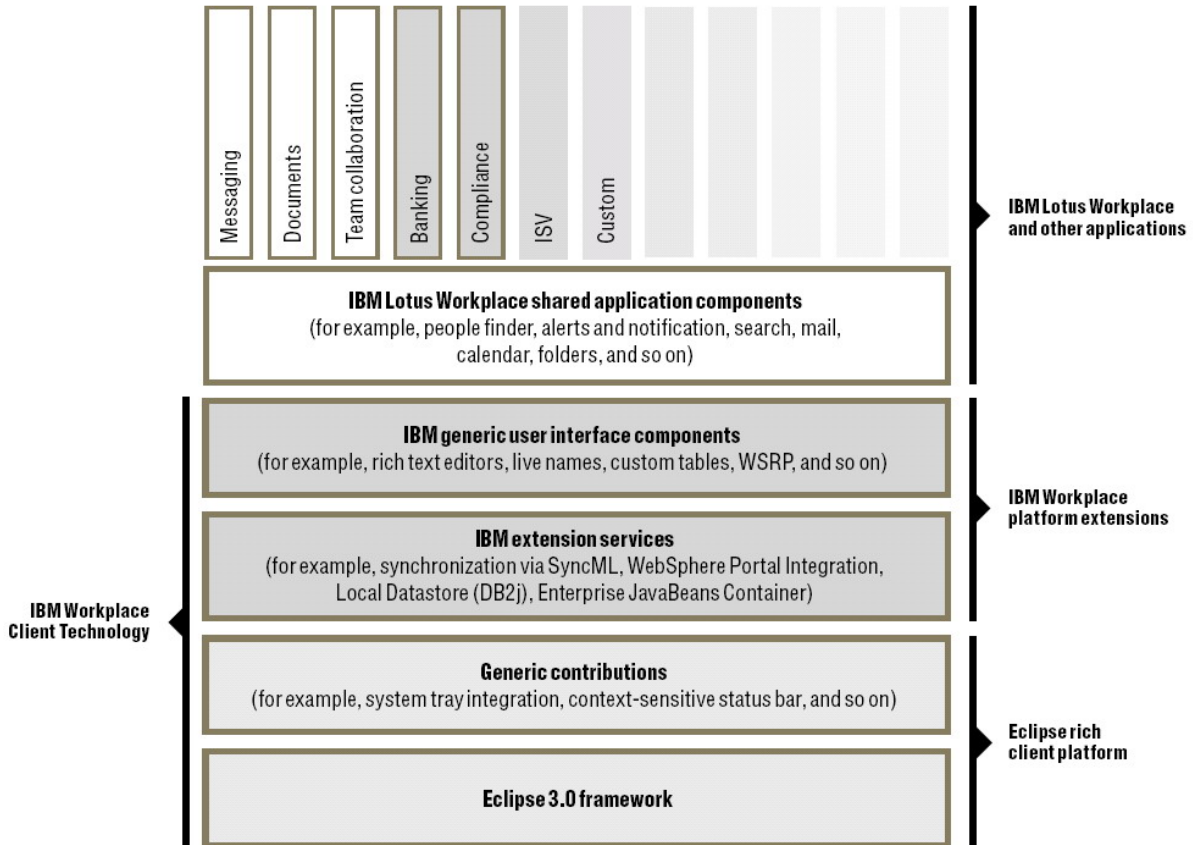 Messaging
Documents
Team collaboration
Banking
Compliance
ISV
Custom
IBM Lotus Workplace
and other applications
IBM Lotus Workplace shared application components
(for example, people finder, alerts and notification, search, mail,
calendar, folders, and so on)
IBM generic user interface components
(for example, rich text editors, live names, custom tables, WSRP, and so on)
IBM Workplace
platform extensions
IBM extension services
(for example, synchronization via SyncML, WebSphere Portal Integration,
Local Datastore (DB2j), Enterprise JavaBeans Container)
IBM Workplace
Client Technology
Generic contributions
(for example, system tray integration, context-sensitive status bar, and so on)
Eclipse rich
client platform
Eclipse 3.0 framework